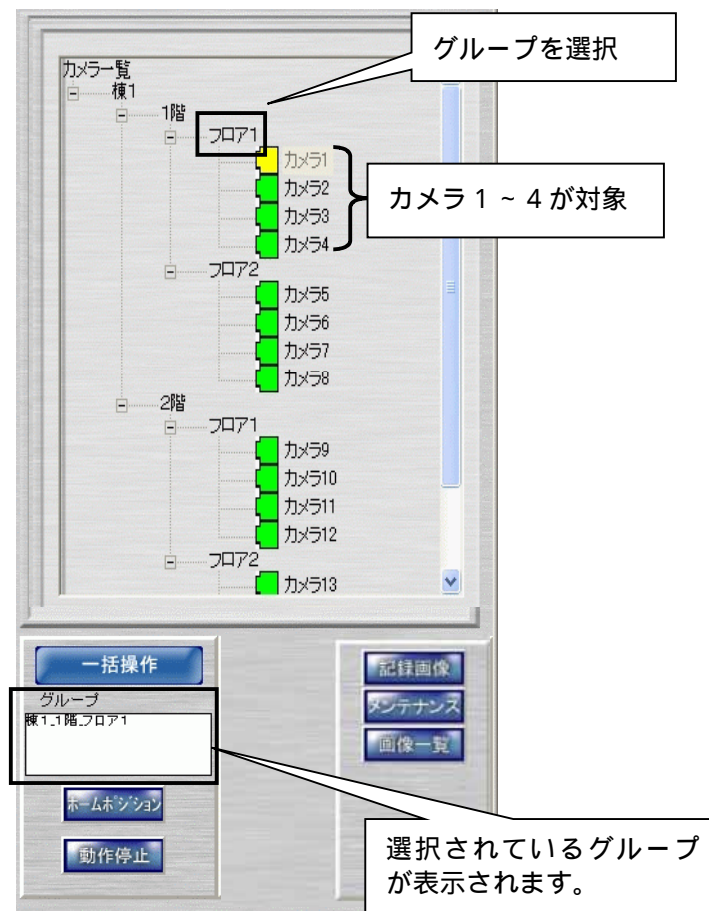 グループを選択
カメラ一覧
棟1
1階
フロア1
カメラ1
カメラ2
カメラ3
カメラ4
カメラ１~４が対象
フロア2
カメラ5
カメラ6
カメラ7
カメラ8
2階
フロア1
カメラ9
カメラ10
カメラ11
カメラ12
フロア2
カメラ13
一括操作
グループ
棟1_1階_フロア1
ホームポジション
動作停止
記録画像
メンテナンス
画像一覧
選択されているグループ
が表示されます。